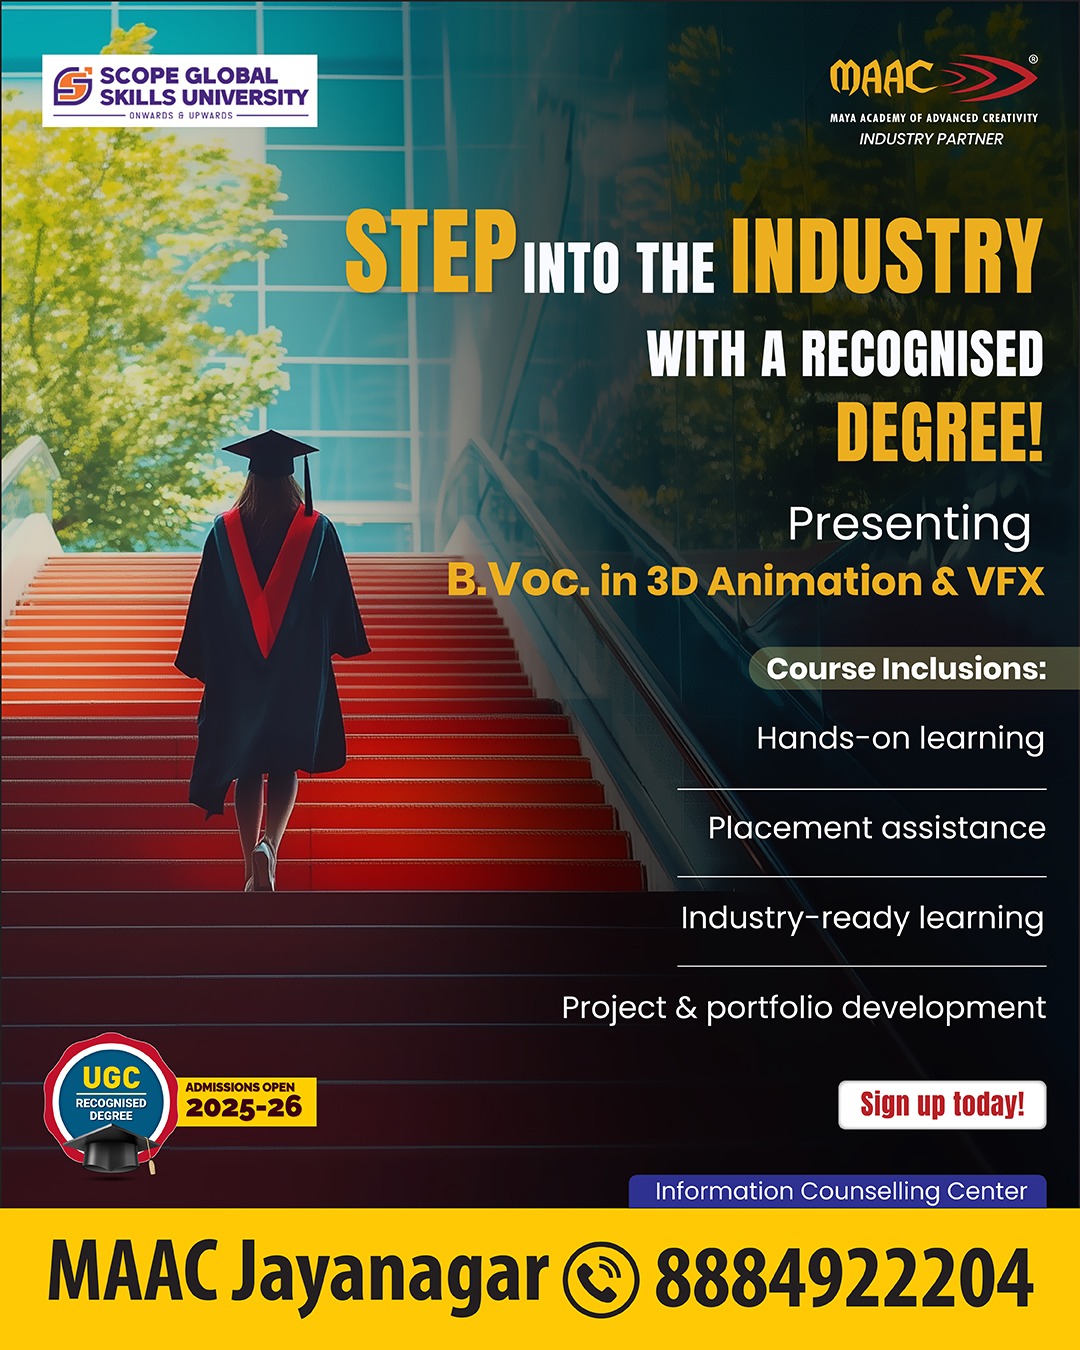 SCOPE GLOBAL
SKILLS UNIVERSITY
ONWARDS & UPWARDS
MAAC®
MAYA ACADEMY OF ADVANCED CREATIVITY
INDUSTRY PARTNER
STEP INTO THE INDUSTRY
WITH A RECOGNISED
DEGREE!
Presenting
B.Voc. in 3D Animation & VFX
Course Inclusions:
Hands-on learning
Placement assistance
Industry-ready learning
Project & portfolio development
UGC
RECOGNISED
DEGREE
ADMISSIONS OPEN
2025-26
Sign up today!
Information Counselling Center
MAAC Jayanagar 8884922204